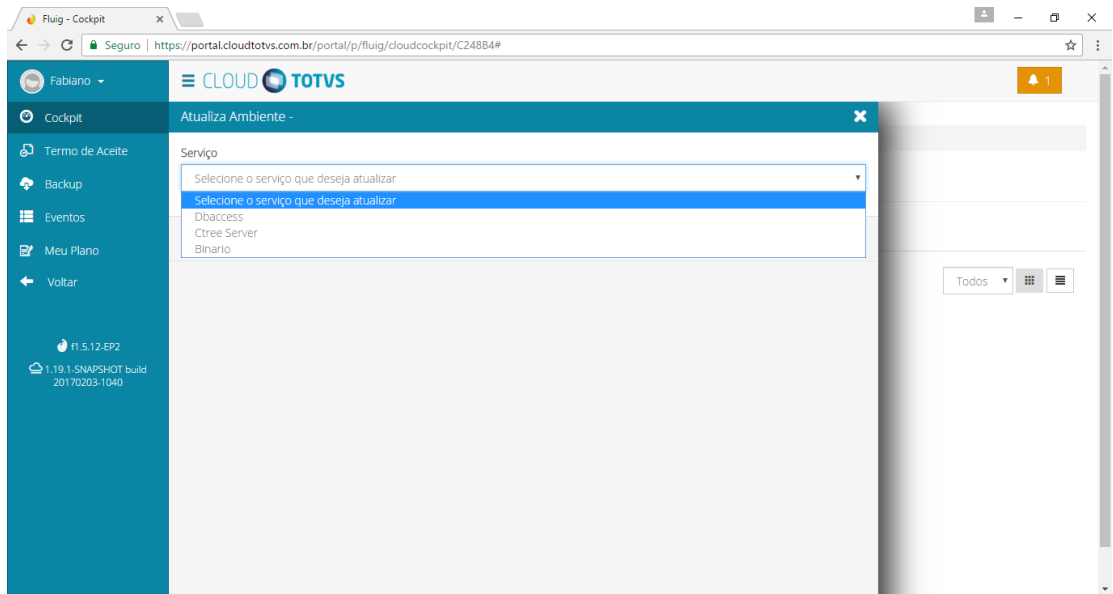 Fluig - Cockpit
Seguro | https://portal.cloudtotvs.com.br/portal/p/fluig/cloudcockpit/C248B4#
Fabiano
CLOUD TOTVS
1
Cockpit
Termo de Aceite
Backup
Eventos
Meu Plano
Voltar
f1.5.12-EP2
1.19.1-SNAPSHOT build
20170203-1040
Atualiza Ambiente -
Serviço
Selecione o serviço que deseja atualizar
Selecione o serviço que deseja atualizar
Dbaccess
Ctree Server
Binario
Todos